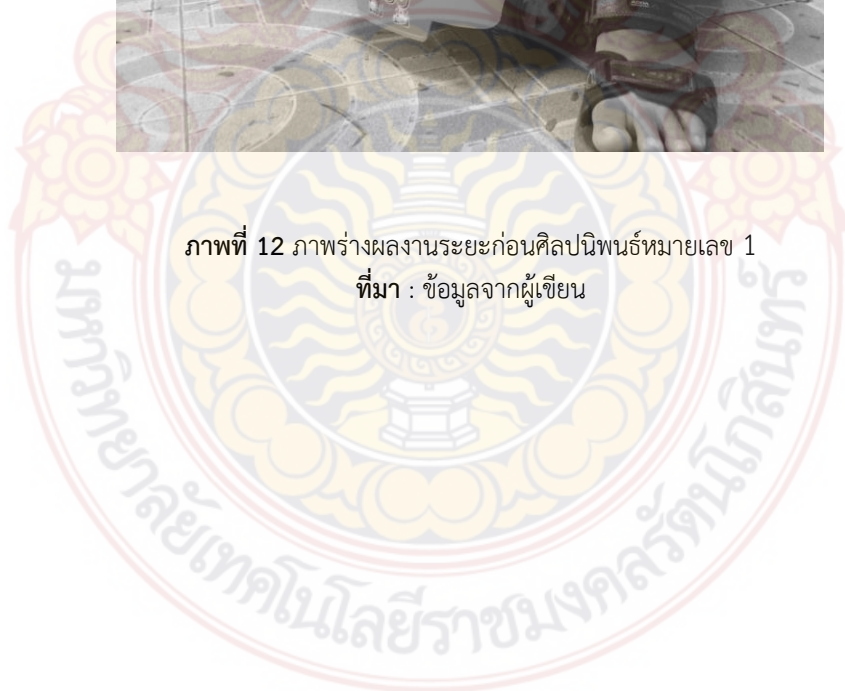 ภาพที่ 12 ภาพร่างผลงานระยะก่อนศิลปนิพนธ์หมายเลข 1
ที่มา : ข้อมูลจากผู้เขียน
มหาวิทยาลัยเทคโนโลยีราชมงคลรัตนโกสินทร์